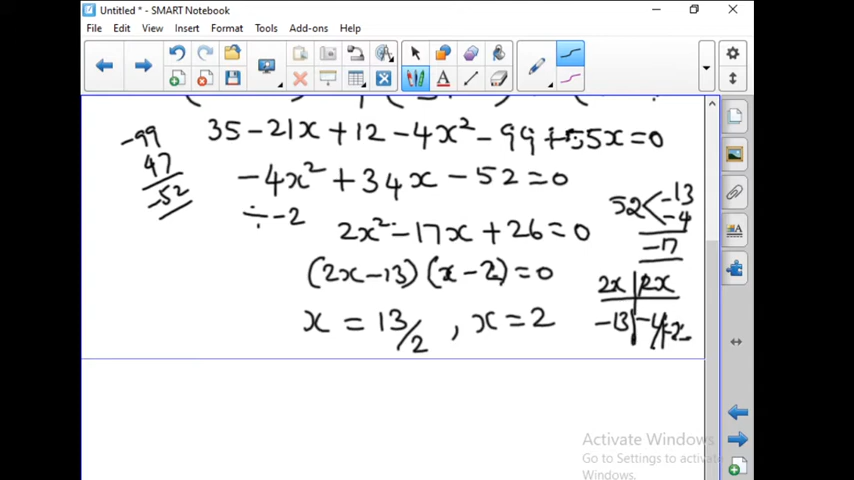 Untitled * - SMART Notebook
File Edit View Insert Format Tools Add-ons Help
35 - 21x + 12 - 4x² - 99 + 55x = 0
-99
47
-52
-4x² + 34x - 52 = 0
÷ -2
2x² - 17x + 26 = 0
52 < -13
-4
-17
(2x - 13) (x - 2) = 0
2x | 2x
-13 | -4
x = 13/2 , x = 2
Activate Windows
Go to Settings to activate
Windows.